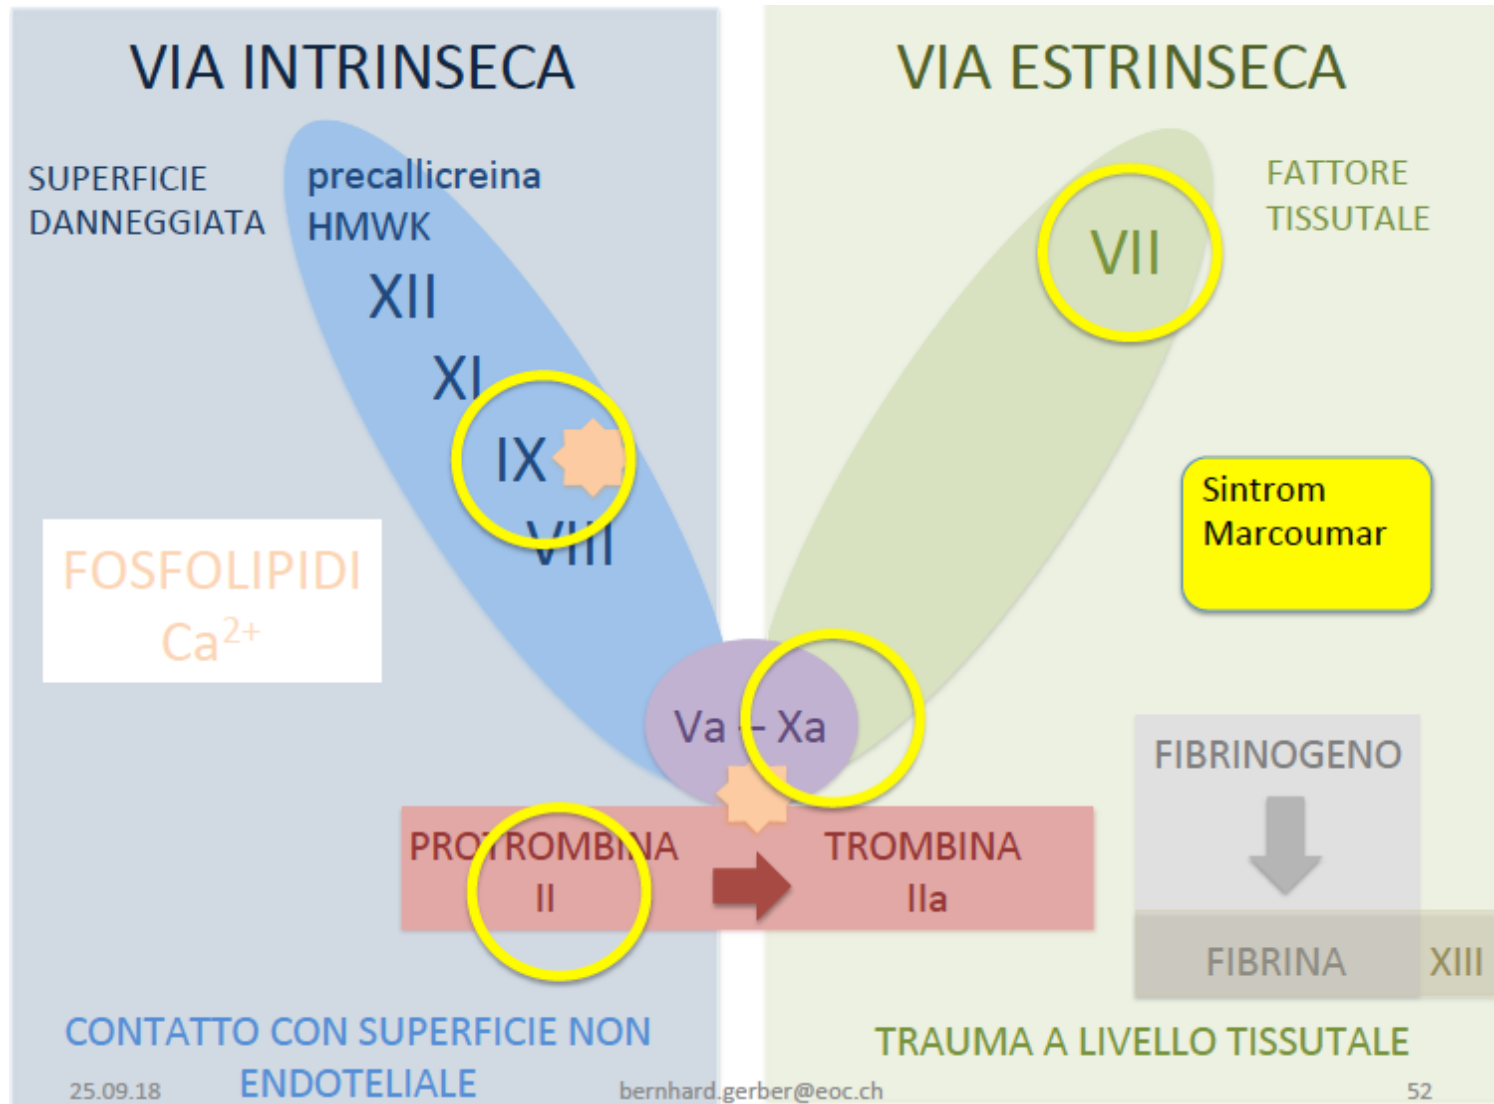 VIA INTRINSECA
SUPERFICIE
DANNEGGIATA
precallicreina
HMWK
XII
XI
IX
VIII
FOSFOLIPIDI
Ca²⁺
VIA ESTRINSECA
FATTORE
TISSUTALE
VII
Sintrom
Marcoumar
Va – Xa
PROTROMBINA
II
TROMBINA
IIa
FIBRINOGENO
FIBRINA
XIII
CONTATTO CON SUPERFICIE NON
ENDOTELIALE
TRAUMA A LIVELLO TISSUTALE
25.09.18
bernhard.gerber@eoc.ch
52